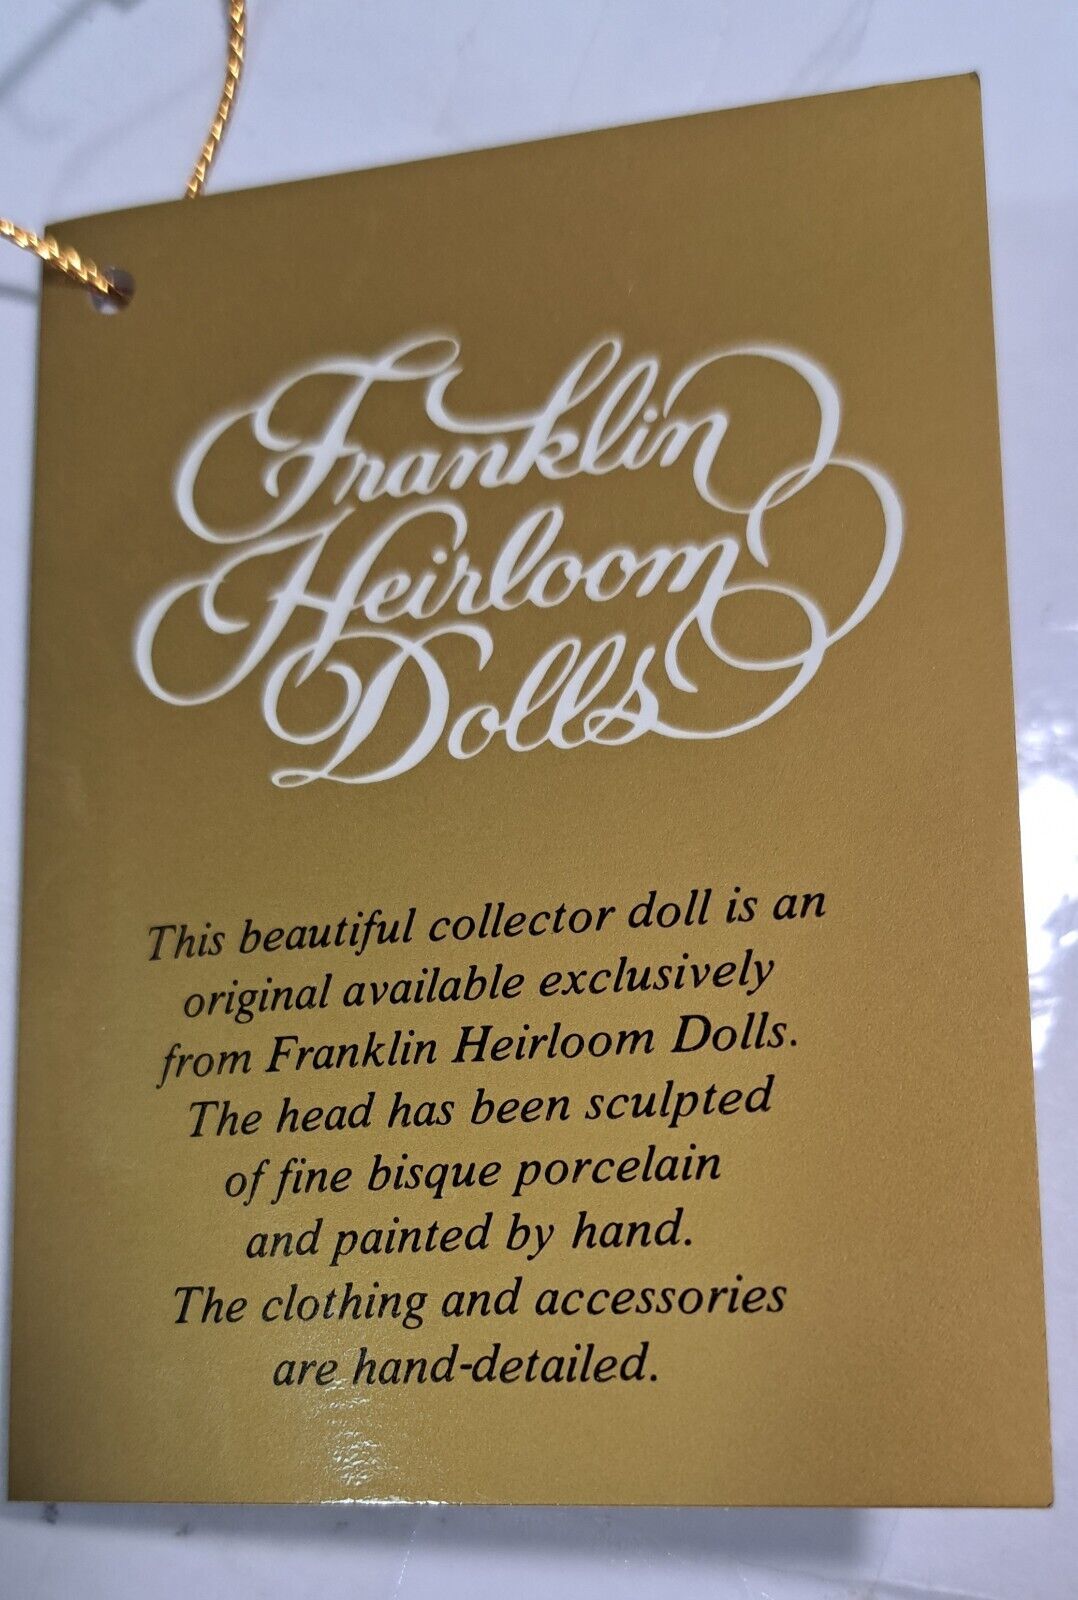 Franklin
Heirloom
Dolls
This beautiful collector doll is an
original available exclusively
from Franklin Heirloom Dolls.
The head has been sculpted
of fine bisque porcelain
and painted by hand.
The clothing and accessories
are hand-detailed.